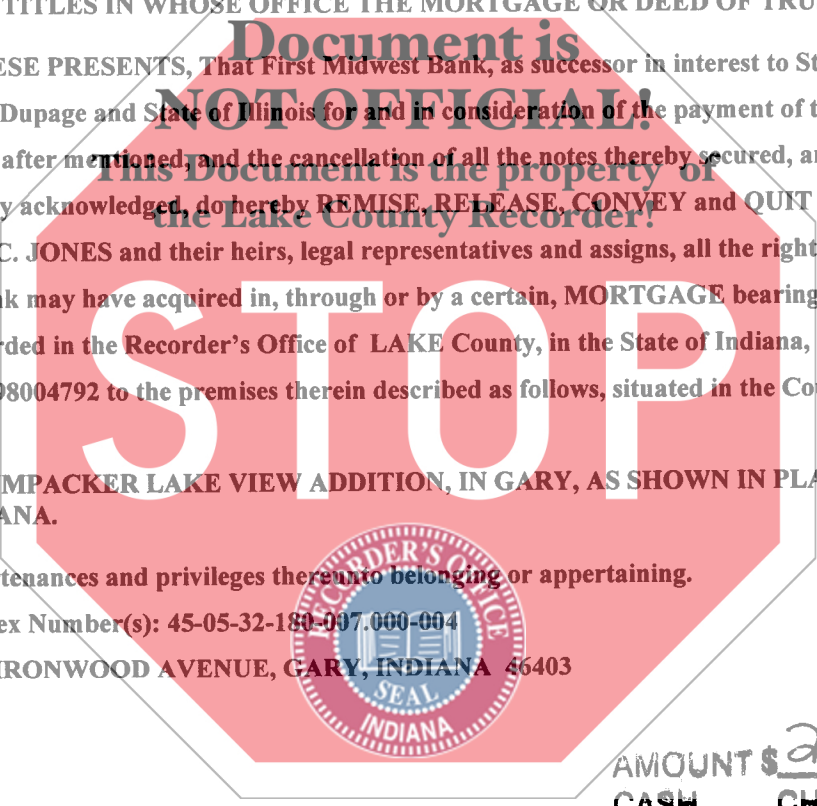 TITLES IN WHOSE OFFICE THE MORTGAGE OR DEED OF TRU
Document is
ESE PRESENTS, That First Midwest Bank, as successor in interest to St
NOT OFFICIAL!
Dupage and State of Illinois for and in consideration of the payment of t
after mentioned, and the cancellation of all the notes thereby secured, an
This Document is the property of
y acknowledged, do hereby REMISE, RELEASE, CONVEY and QUIT
the Lake County Recorder!
C. JONES and their heirs, legal representatives and assigns, all the right
nk may have acquired in, through or by a certain, MORTGAGE bearing
STOP
rded in the Recorder's Office of LAKE County, in the State of Indiana,
98004792 to the premises therein described as follows, situated in the Cou
MPACKER LAKE VIEW ADDITION, IN GARY, AS SHOWN IN PLA
ANA.
tenances and privileges thereunto belonging or appertaining.
ex Number(s): 45-05-32-180-007.000-004
IRONWOOD AVENUE, GARY, INDIANA 46403
RECORDER'S OFFICE
SEAL
INDIANA
AMOUNT $ 2
CASH CH